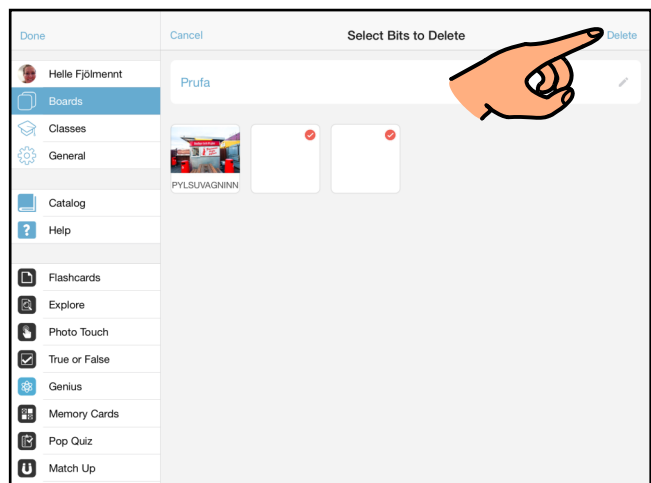 Done
Cancel
Select Bits to Delete
Delete
Helle Fjölmennt
Boards
Classes
General
Catalog
Help
Flashcards
Explore
Photo Touch
True or False
Genius
Memory Cards
Pop Quiz
Match Up
Prufa
PYLSUVAGNINN